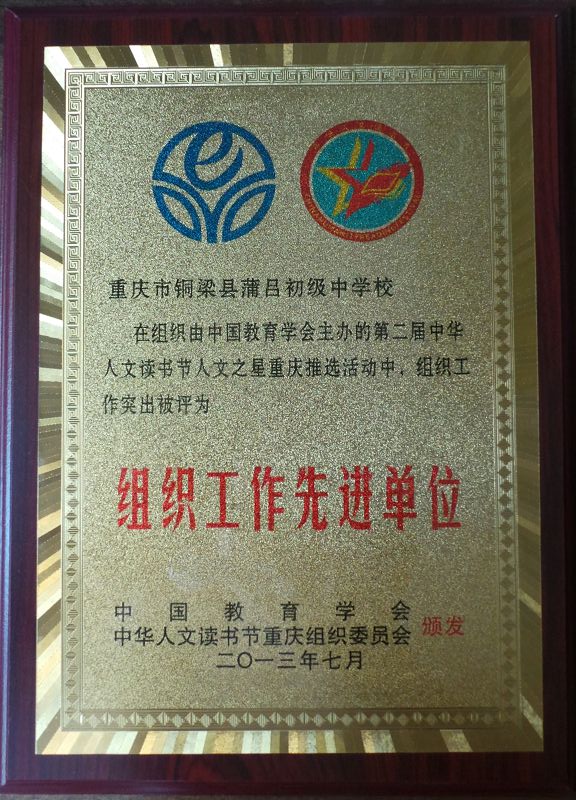 重庆市铜梁县蒲吕初级中学校
在组织由中国教育学会主办的第二届中华
人文读书节人文之星重庆推选活动中，组织工
作突出被评为
组织工作先进单位
中国教育学会
中华人文读书节重庆组织委员会 颁发
二〇一三年七月